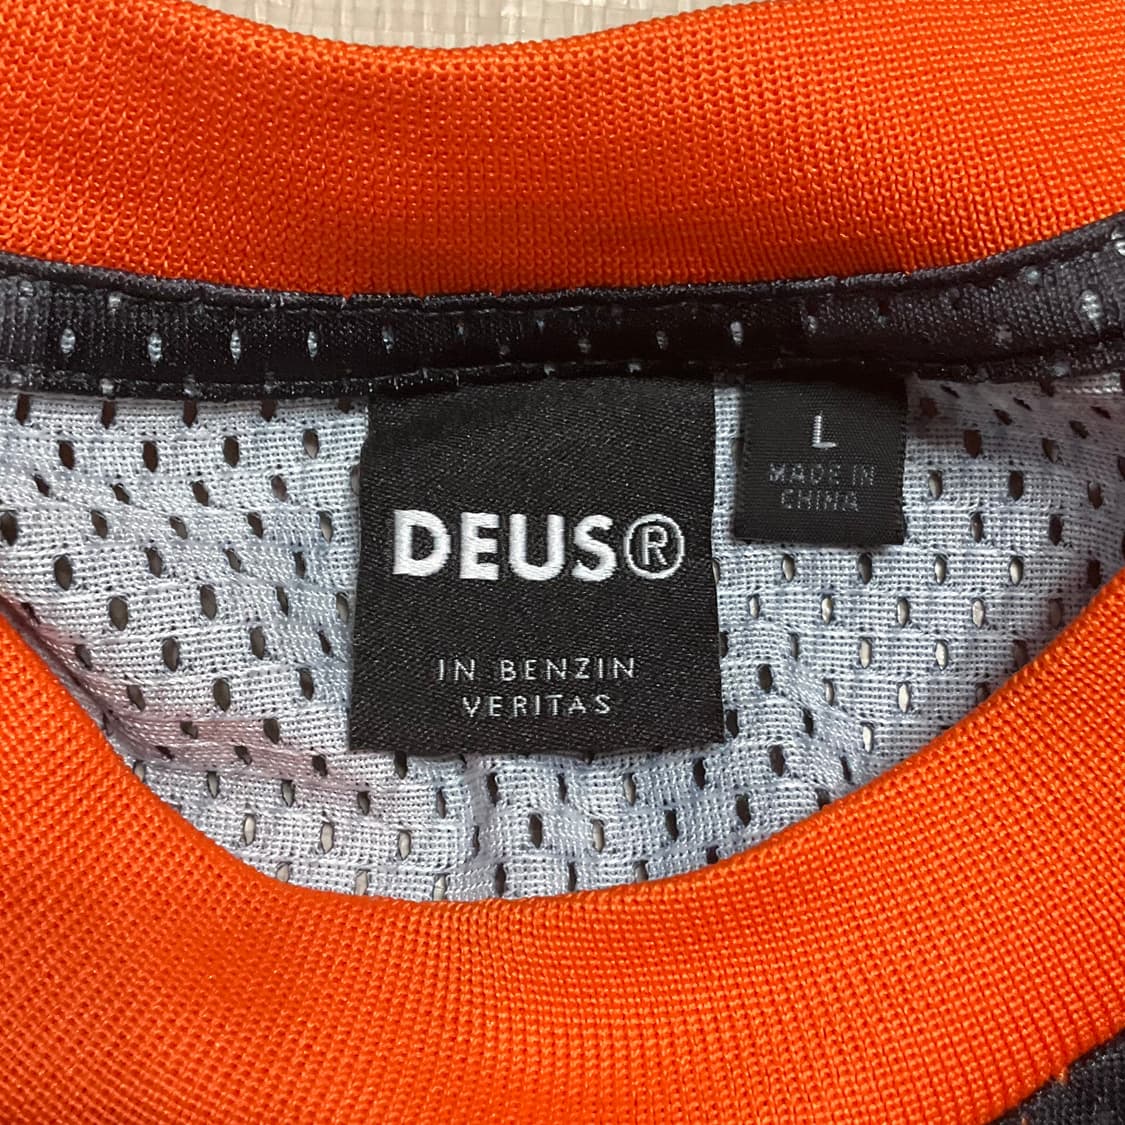 DEUS®
IN BENZIN
VERITAS
L
MADE IN
CHINA